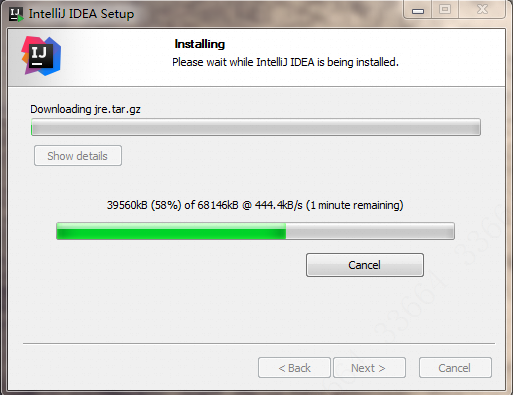 IntelliJ IDEA Setup
IJ
Installing
Please wait while IntelliJ IDEA is being installed.
Downloading jre.tar.gz
Show details
39560kB (58%) of 68146kB @ 444.4kB/s (1 minute remaining)
Cancel
< Back
Next >
Cancel